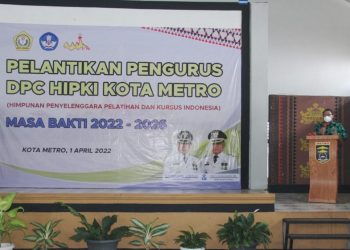 PELANTIKAN PENGURUS
DPC HIPKI KOTA METRO
(HIMPUNAN PENYELENGGARA PELATIHAN DAN KURSUS INDONESIA)
MASA BAKTI 2022 - 2026
KOTA METRO, 1 APRIL 2022